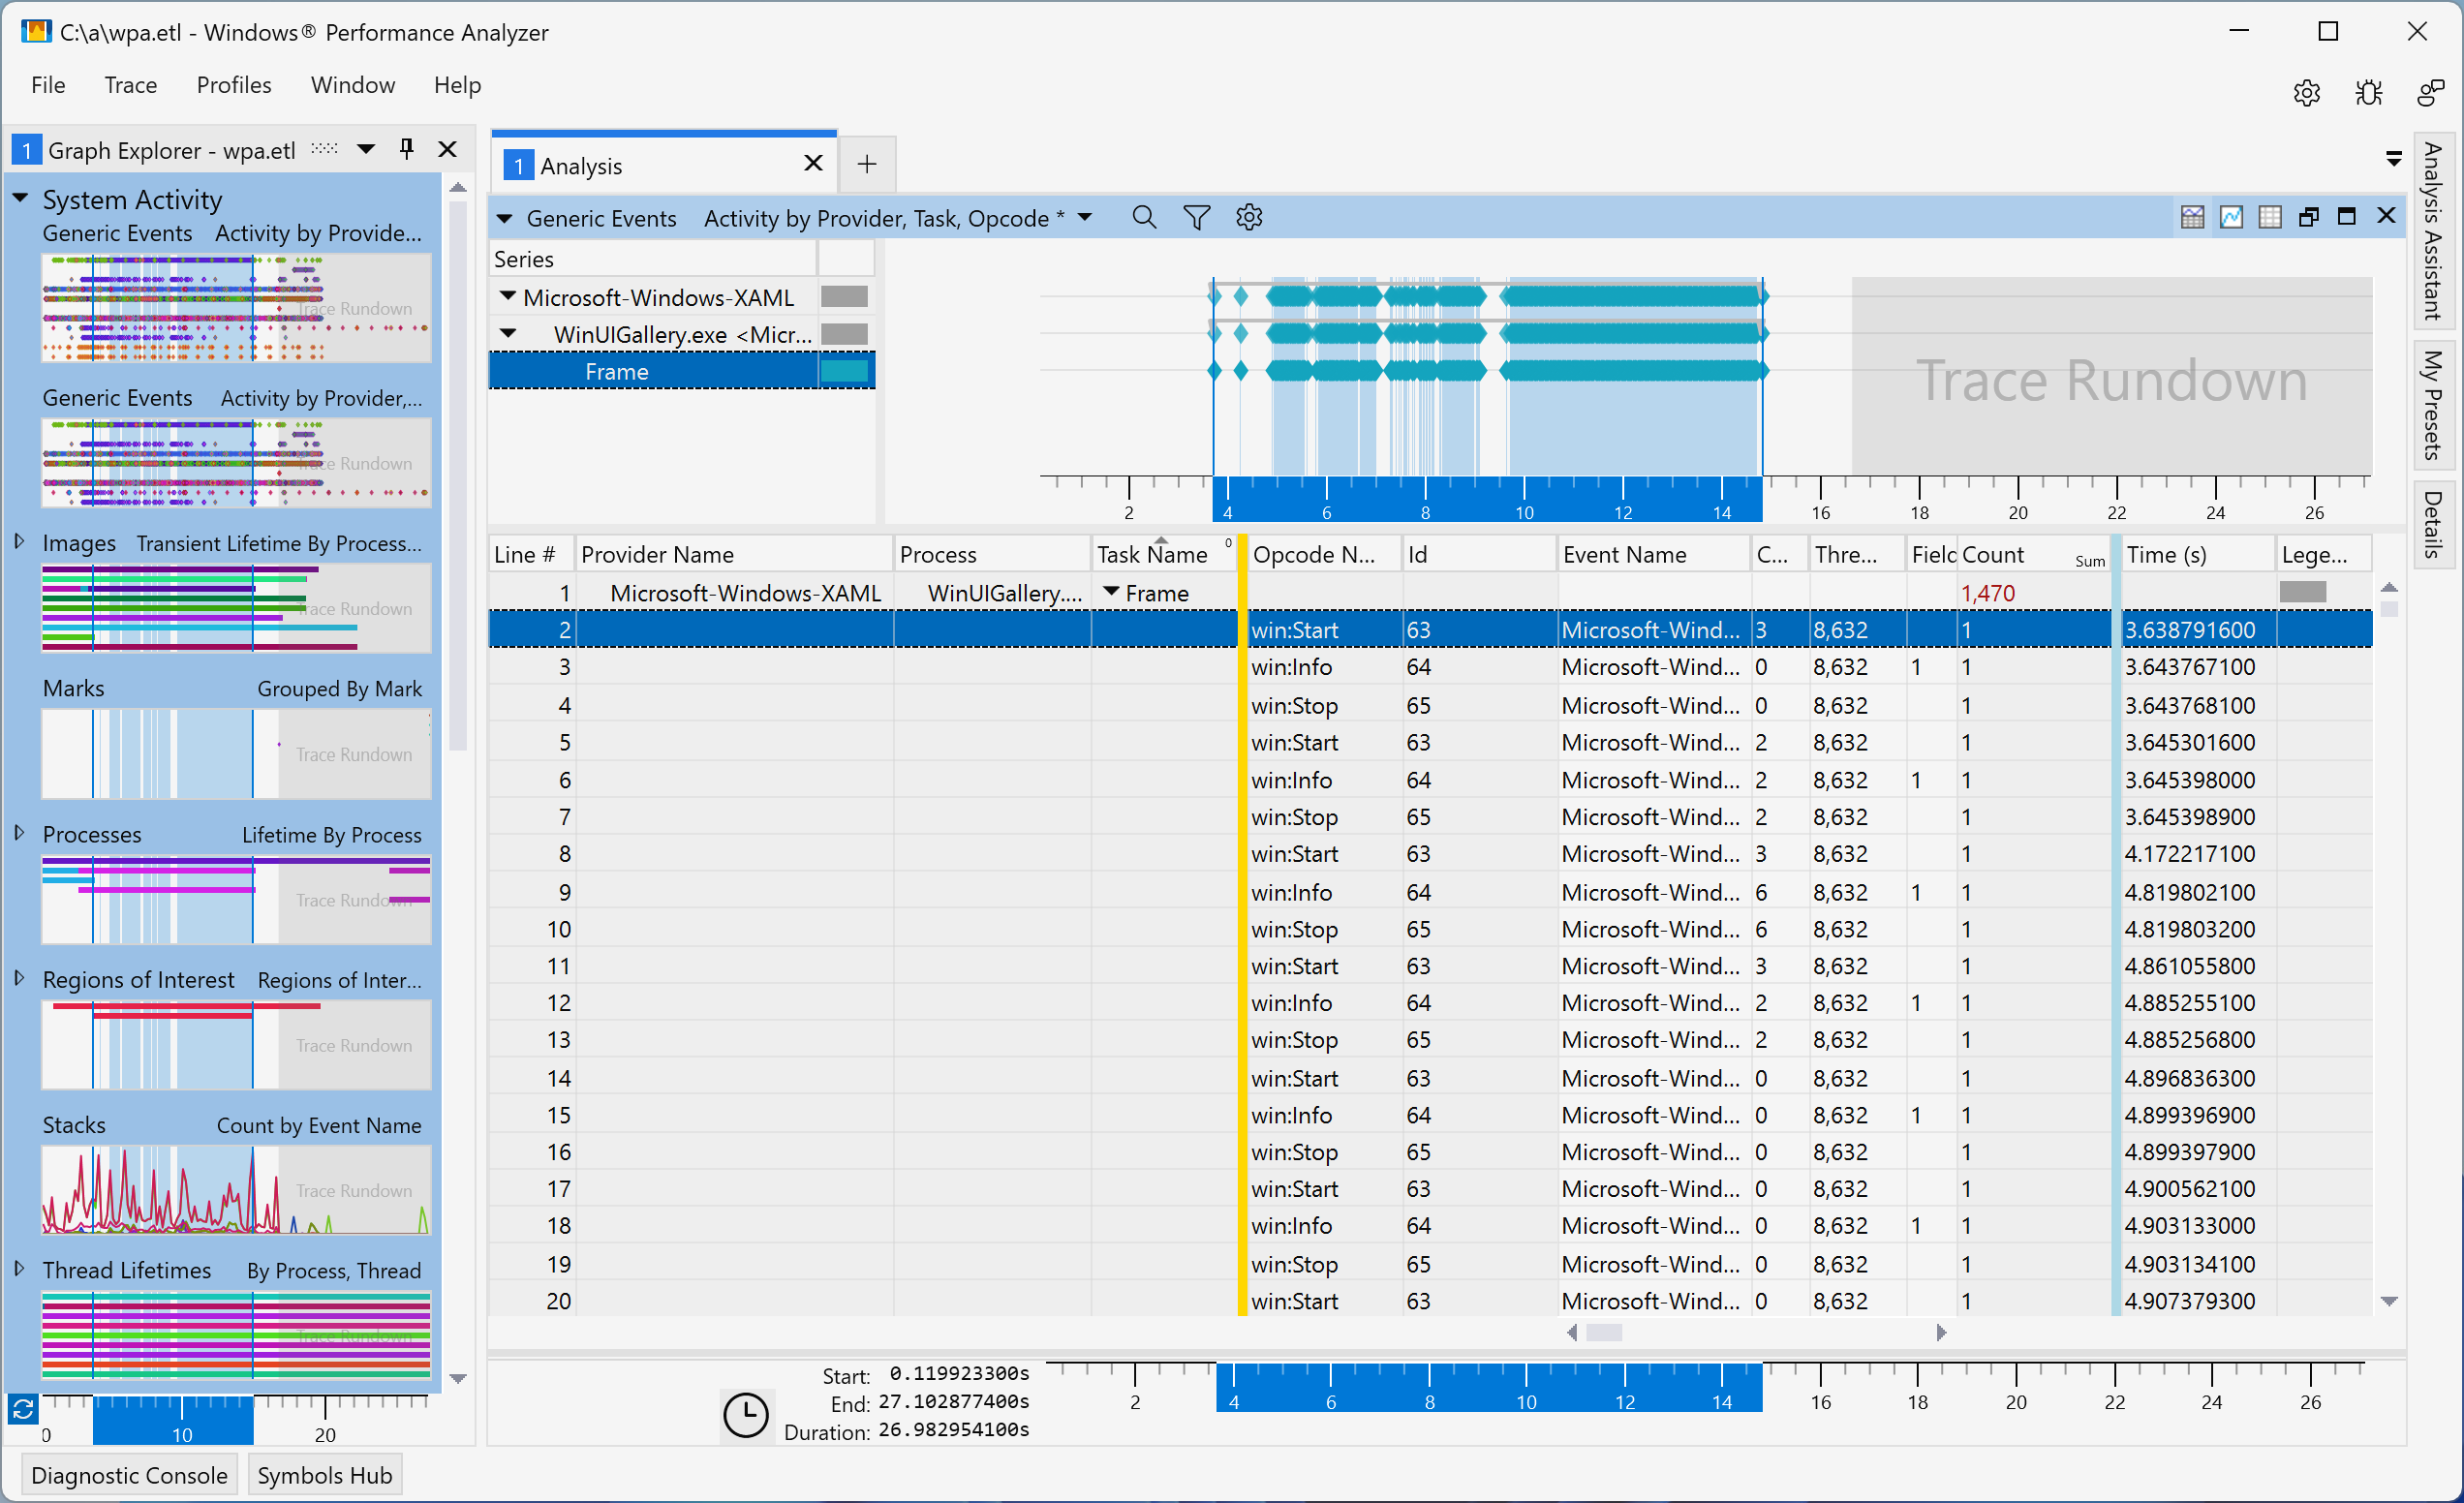 C:\a\wpa.etl - Windows® Performance Analyzer
File Trace Profiles Window Help
1 Graph Explorer - wpa.etl
System Activity
Generic Events Activity by Provide...
Trace Rundown
Generic Events Activity by Provider,...
Trace Rundown
Images Transient Lifetime By Process...
Trace Rundown
Marks Grouped By Mark
Trace Rundown
Processes Lifetime By Process
Trace Rundown
Regions of Interest Regions of Inter...
Trace Rundown
Stacks Count by Event Name
Trace Rundown
Thread Lifetimes By Process, Thread
Trace Rundown
0 10 20
Diagnostic Console Symbols Hub
1 Analysis
Generic Events Activity by Provider, Task, Opcode *
Series
Microsoft-Windows-XAML
WinUIGallery.exe <Micr...
Frame
Trace Rundown
2 4 6 8 10 12 14 16 18 20 22 24 26
Line # Provider Name Process Task Name 0 Opcode N... Id Event Name C... Thre... Field Count Sum Time (s) Lege...
1 Microsoft-Windows-XAML WinUIGallery.... Frame 1,470
2 win:Start 63 Microsoft-Wind... 3 8,632 1 3.638791600
3 win:Info 64 Microsoft-Wind... 0 8,632 1 1 3.643767100
4 win:Stop 65 Microsoft-Wind... 0 8,632 1 3.643768100
5 win:Start 63 Microsoft-Wind... 2 8,632 1 3.645301600
6 win:Info 64 Microsoft-Wind... 2 8,632 1 1 3.645398000
7 win:Stop 65 Microsoft-Wind... 2 8,632 1 3.645398900
8 win:Start 63 Microsoft-Wind... 3 8,632 1 4.172217100
9 win:Info 64 Microsoft-Wind... 6 8,632 1 1 4.819802100
10 win:Stop 65 Microsoft-Wind... 6 8,632 1 4.819803200
11 win:Start 63 Microsoft-Wind... 3 8,632 1 4.861055800
12 win:Info 64 Microsoft-Wind... 2 8,632 1 1 4.885255100
13 win:Stop 65 Microsoft-Wind... 2 8,632 1 4.885256800
14 win:Start 63 Microsoft-Wind... 0 8,632 1 4.896836300
15 win:Info 64 Microsoft-Wind... 0 8,632 1 1 4.899396900
16 win:Stop 65 Microsoft-Wind... 0 8,632 1 4.899397900
17 win:Start 63 Microsoft-Wind... 0 8,632 1 4.900562100
18 win:Info 64 Microsoft-Wind... 0 8,632 1 1 4.903133000
19 win:Stop 65 Microsoft-Wind... 0 8,632 1 4.903134100
20 win:Start 63 Microsoft-Wind... 0 8,632 1 4.907379300
Start: 0.119923300s
End: 27.102877400s
Duration: 26.982954100s
2 4 6 8 10 12 14 16 18 20 22 24 26
Analysis Assistant
My Presets
Details